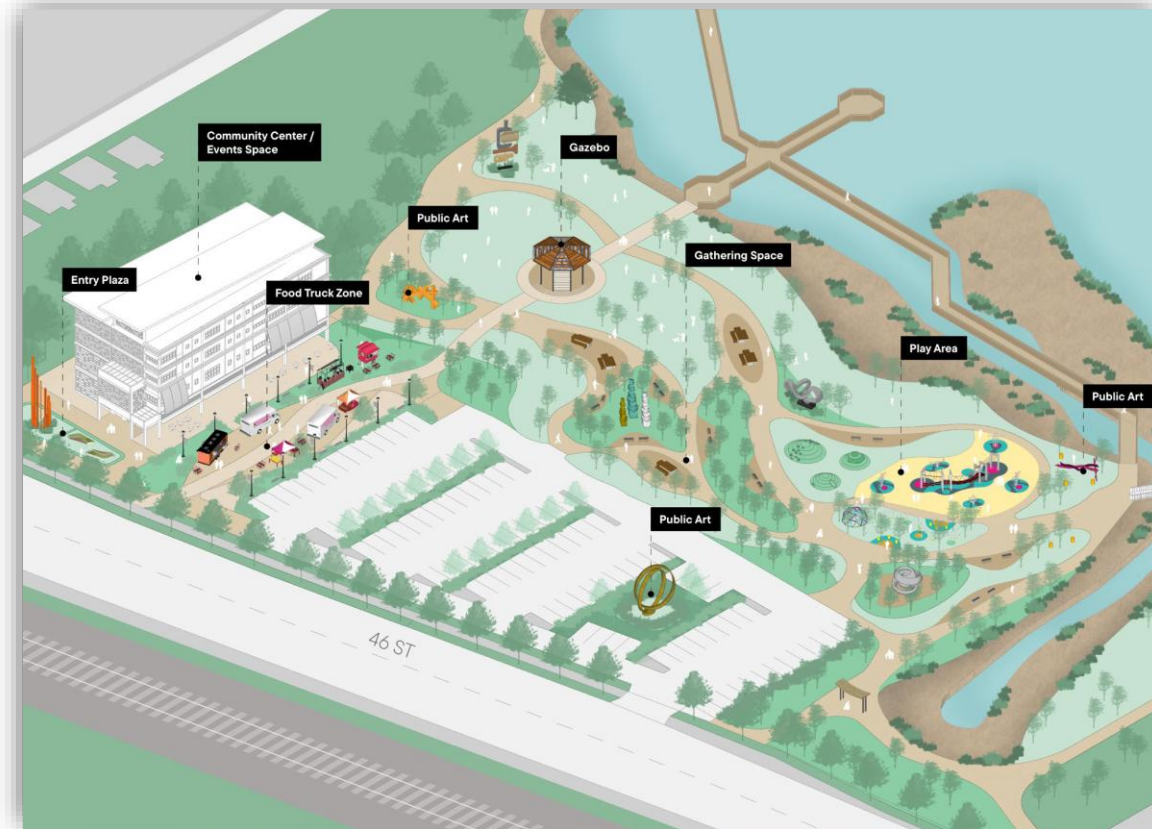 Community Center /
Events Space
Gazebo
Public Art
Entry Plaza
Food Truck Zone
Gathering Space
Play Area
Public Art
Public Art
46 ST